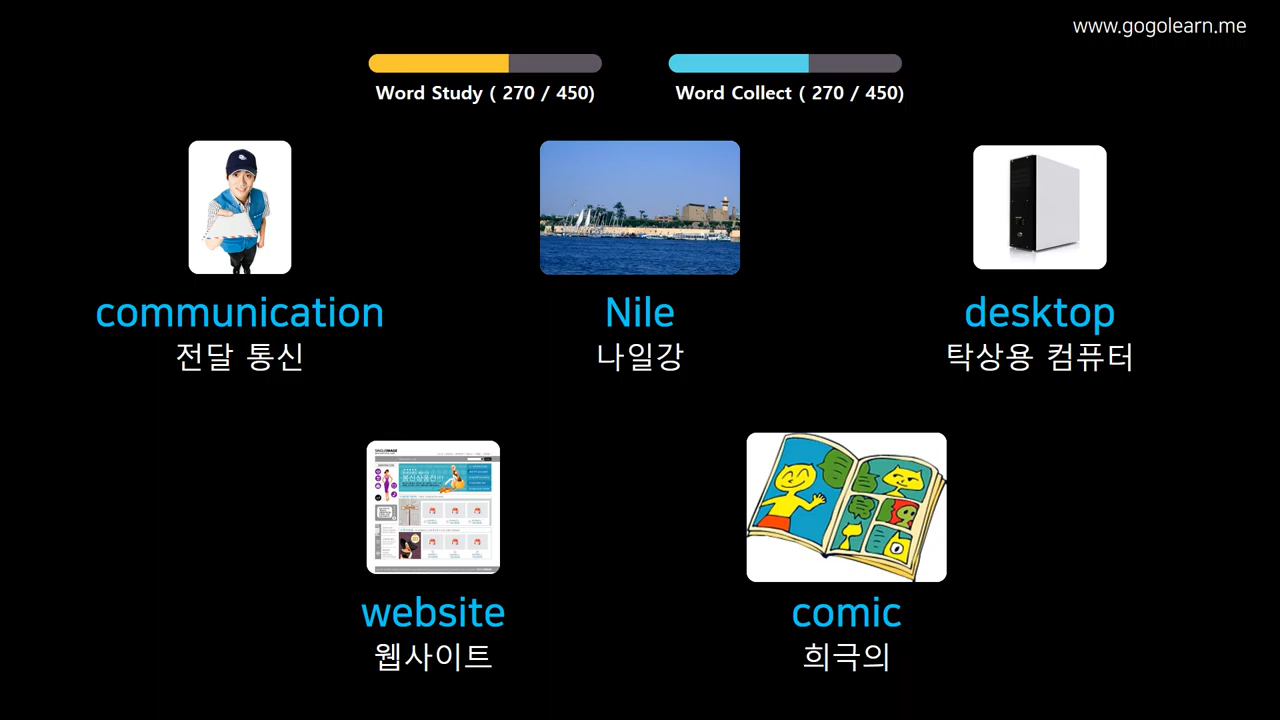 www.gogolearn.me
Word Study ( 270 / 450)
Word Collect ( 270 / 450)
communication
전달 통신
Nile
나일강
desktop
탁상용 컴퓨터
website
웹사이트
comic
희극의